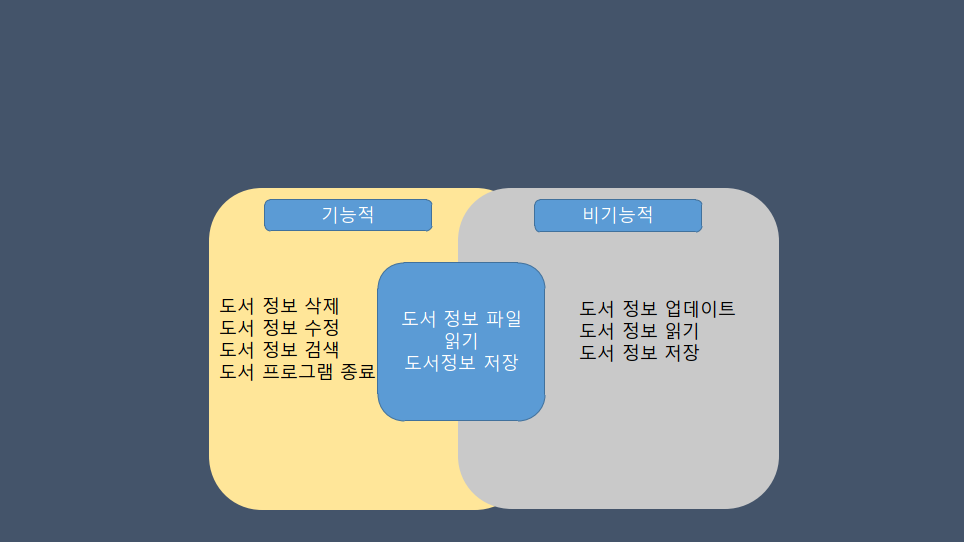 기능적
비기능적
도서 정보 삭제
도서 정보 수정
도서 정보 검색
도서 프로그램 종료
도서 정보 파일
읽기
도서정보 저장
도서 정보 업데이트
도서 정보 읽기
도서 정보 저장